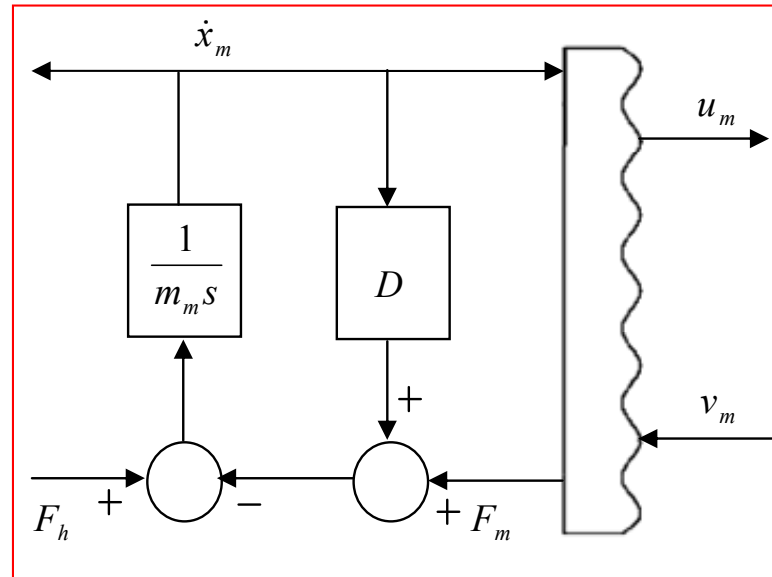 ẋ_m
u_m
1
m_m s
D
+
v_m
F_h + − + F_m